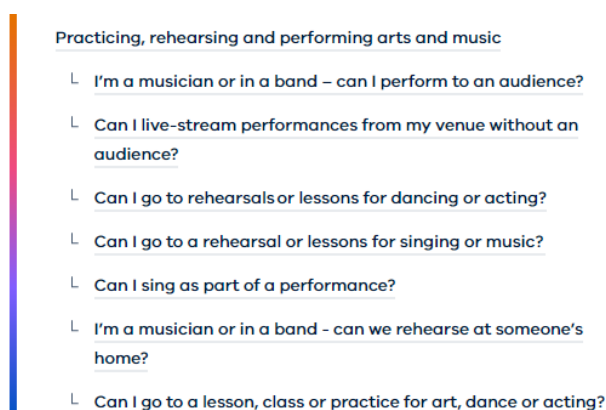 Practicing, rehearsing and performing arts and music
I’m a musician or in a band – can I perform to an audience?
Can I live-stream performances from my venue without an
audience?
Can I go to rehearsals or lessons for dancing or acting?
Can I go to a rehearsal or lessons for singing or music?
Can I sing as part of a performance?
I’m a musician or in a band - can we rehearse at someone’s
home?
Can I go to a lesson, class or practice for art, dance or acting?